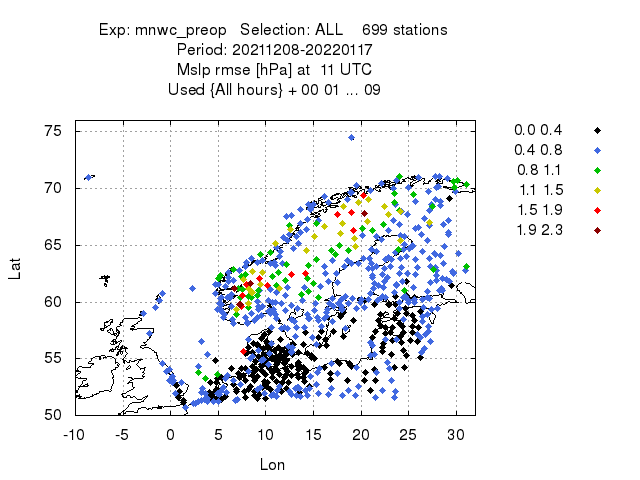 Exp: mnwc_preop Selection: ALL 699 stations
Period: 20211208-20220117
Mslp rmse [hPa] at 11 UTC
Used {All hours} + 00 01 ... 09
75
70
65
60
55
50
Lat
-10 -5 0 5 10 15 20 25 30
Lon
0.0 0.4
0.4 0.8
0.8 1.1
1.1 1.5
1.5 1.9
1.9 2.3